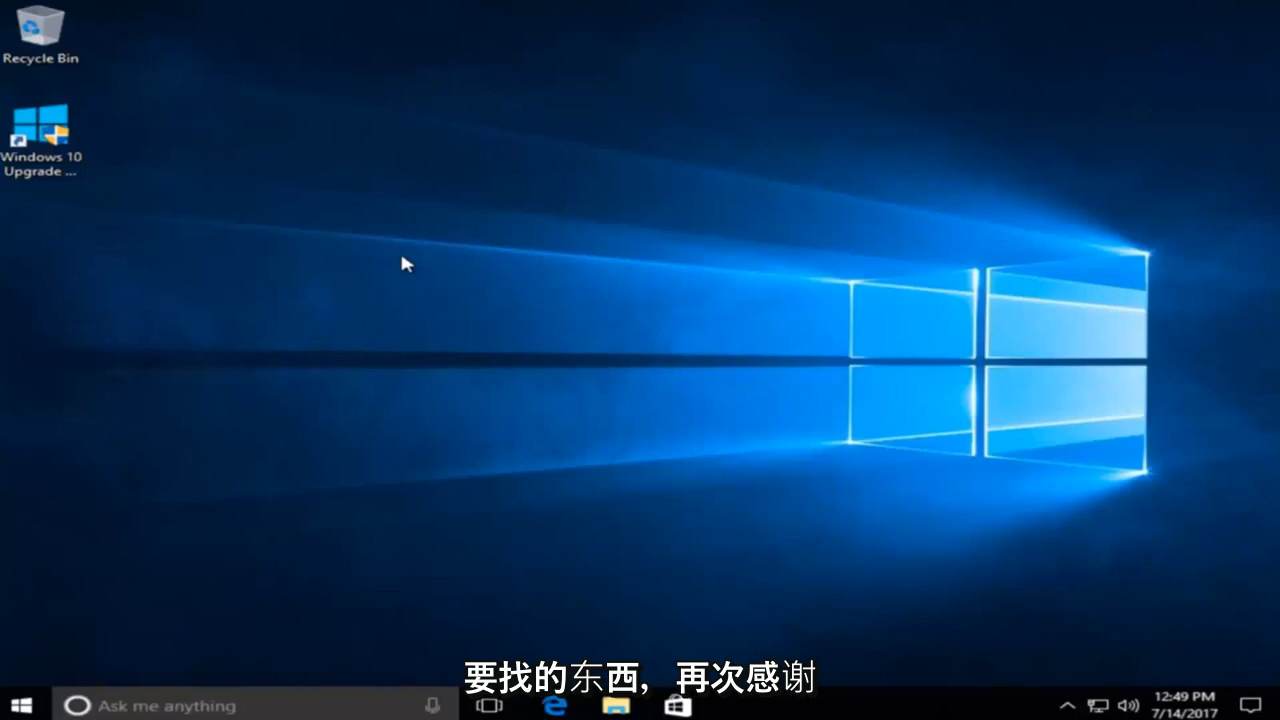 Recycle Bin
Windows 10
Upgrade ...
要找的东西，再次感谢
Ask me anything
12:49 PM
7/14/2017